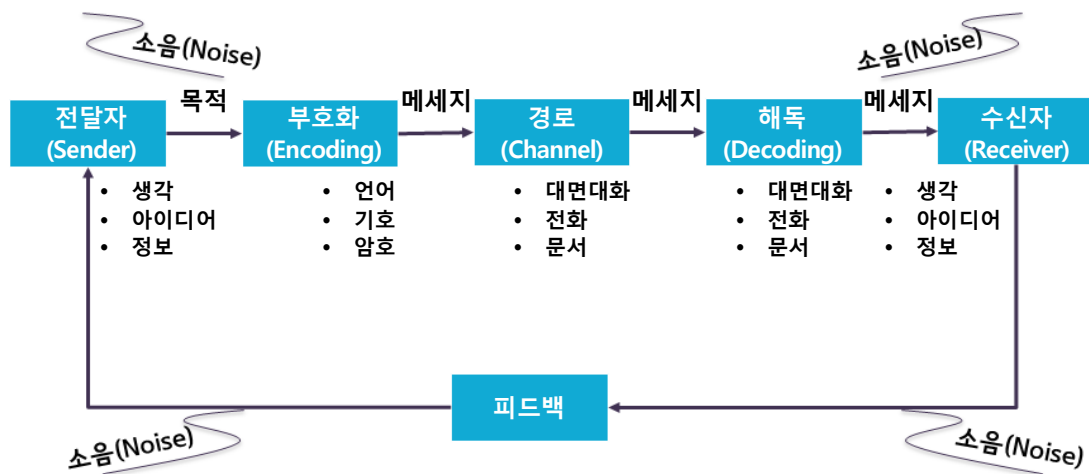 소음(Noise)
소음(Noise)
목적
메세지
메세지
메세지
전달자
(Sender)
부호화
(Encoding)
경로
(Channel)
해독
(Decoding)
수신자
(Receiver)
• 생각
• 아이디어
• 정보
• 언어
• 기호
• 암호
• 대면대화
• 전화
• 문서
• 대면대화
• 전화
• 문서
• 생각
• 아이디어
• 정보
피드백
소음(Noise)
소음(Noise)